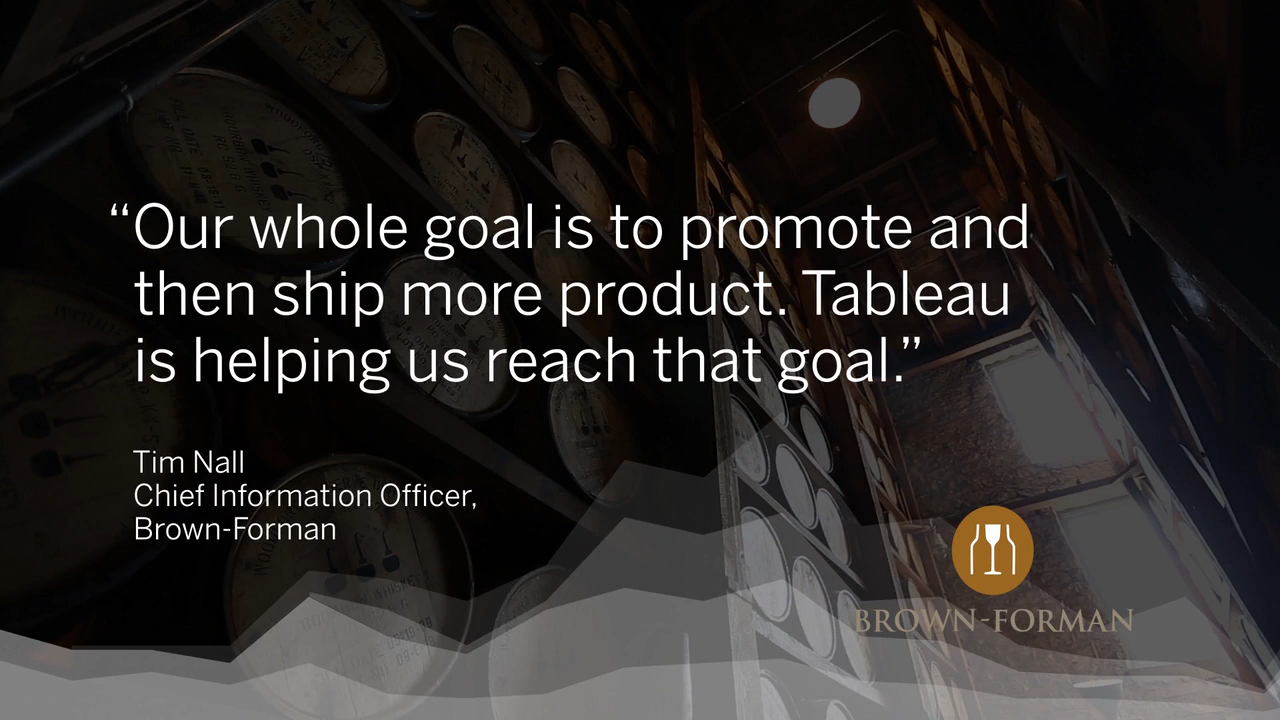 “Our whole goal is to promote and
then ship more product. Tableau
is helping us reach that goal.”
Tim Nall
Chief Information Officer,
Brown-Forman
BROWN-FORMAN